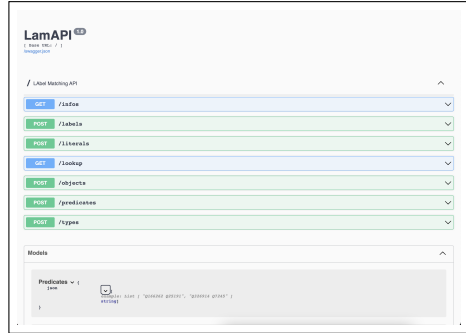 LamAPI 1.0
[ Base URL: / ]
/swagger.json
/ LAbel Matching API
GET /infos
POST /labels
POST /literals
GET /lookup
POST /objects
POST /predicates
POST /types
Models
Predicates {
json
string]
}